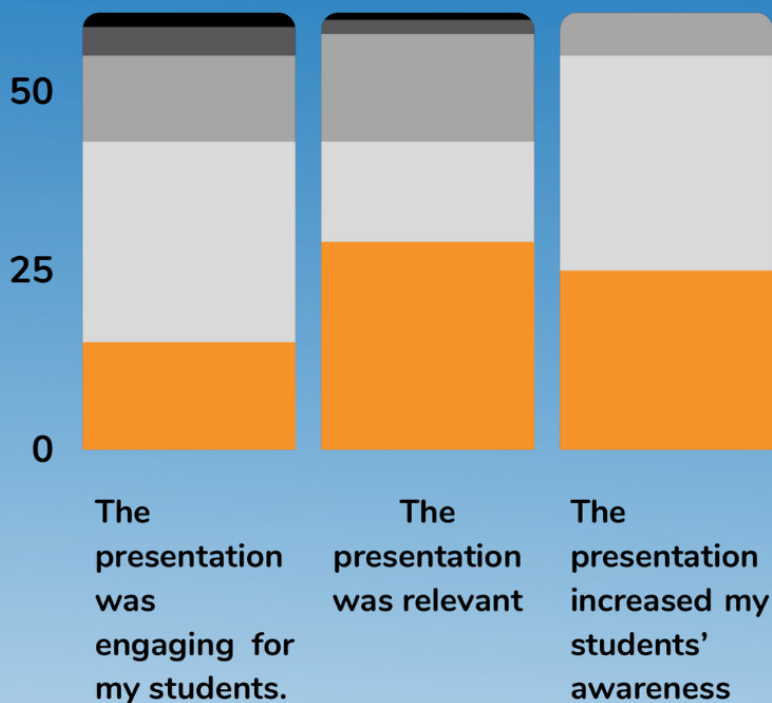 50
25
0
The
presentation
was
engaging for
my students.
The
presentation
was relevant
The
presentation
increased my
students’
awareness